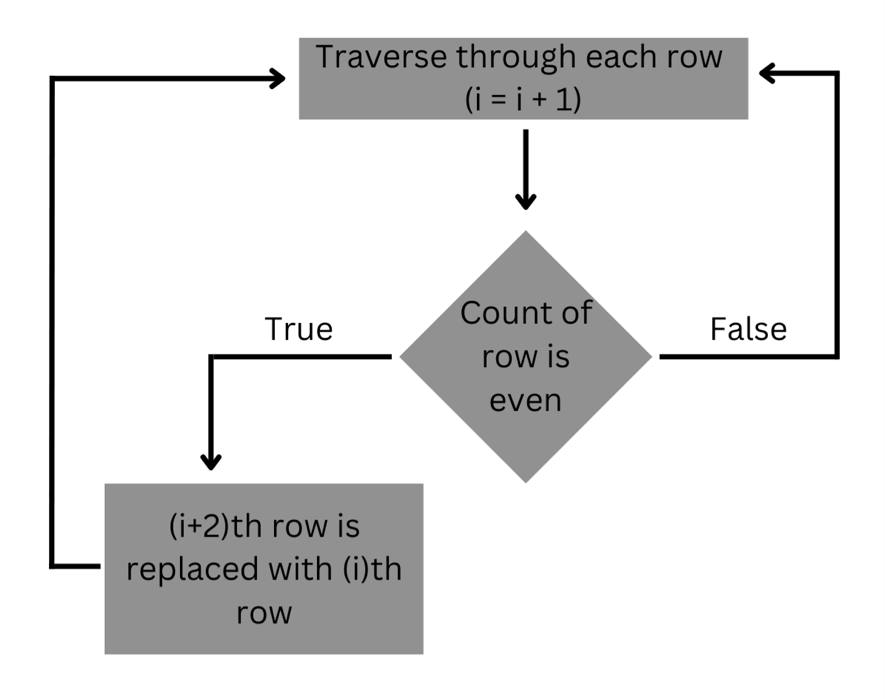 Traverse through each row
(i = i + 1)
Count of
row is
even
True
False
(i+2)th row is
replaced with (i)th
row